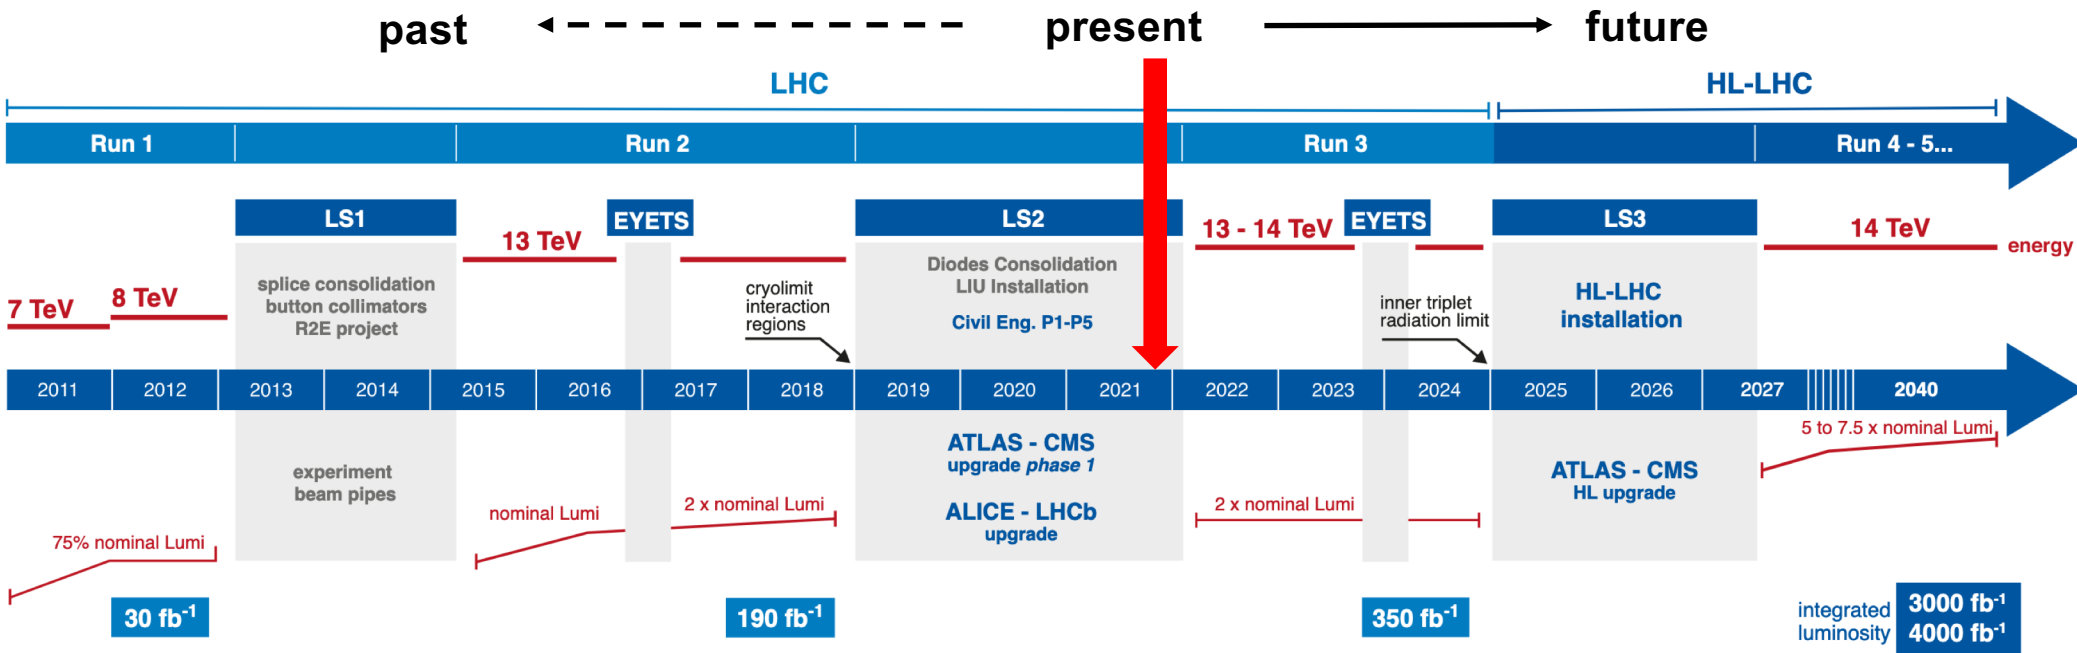 past present future
LHC HL-LHC
Run 1 Run 2 Run 3 Run 4 - 5...
LS1 EYETS LS2 EYETS LS3
7 TeV
8 TeV
13 TeV
13 - 14 TeV
14 TeV
energy
splice consolidation
button collimators
R2E project
cryolimit
interaction
regions
Diodes Consolidation
LIU Installation
Civil Eng. P1-P5
inner triplet
radiation limit
HL-LHC
installation
2011 2012 2013 2014 2015 2016 2017 2018 2019 2020 2021 2022 2023 2024 2025 2026 2027 2040
75% nominal Lumi
experiment
beam pipes
nominal Lumi
2 x nominal Lumi
ATLAS - CMS
upgrade phase 1
ALICE - LHCb
upgrade
2 x nominal Lumi
ATLAS - CMS
HL upgrade
5 to 7.5 x nominal Lumi
30 fb-1
190 fb-1
350 fb-1
integrated
luminosity
3000 fb-1
4000 fb-1